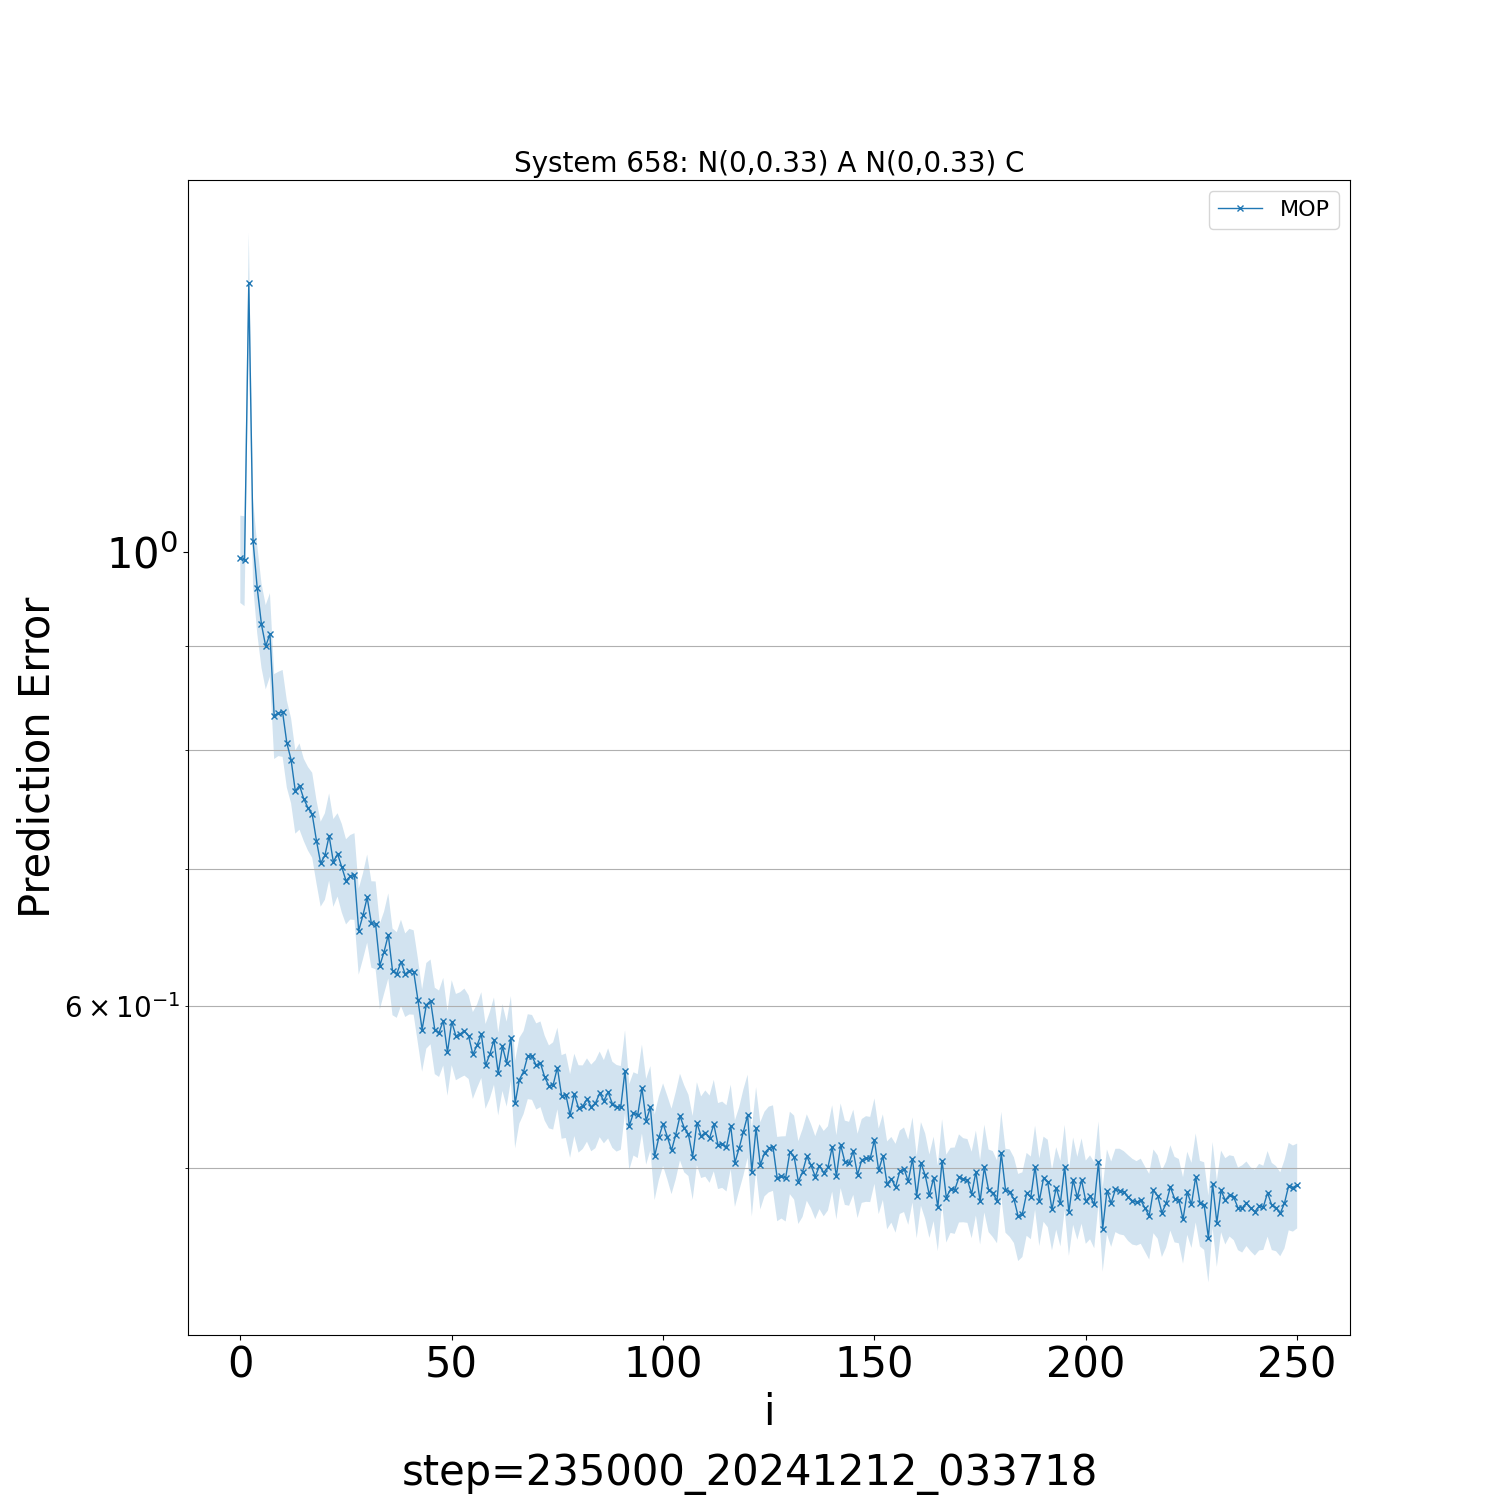 System 658: N(0,0.33) A N(0,0.33) C
MOP
Prediction Error
10⁰
6 × 10⁻¹
0 50 100 150 200 250
i
step=235000_20241212_033718